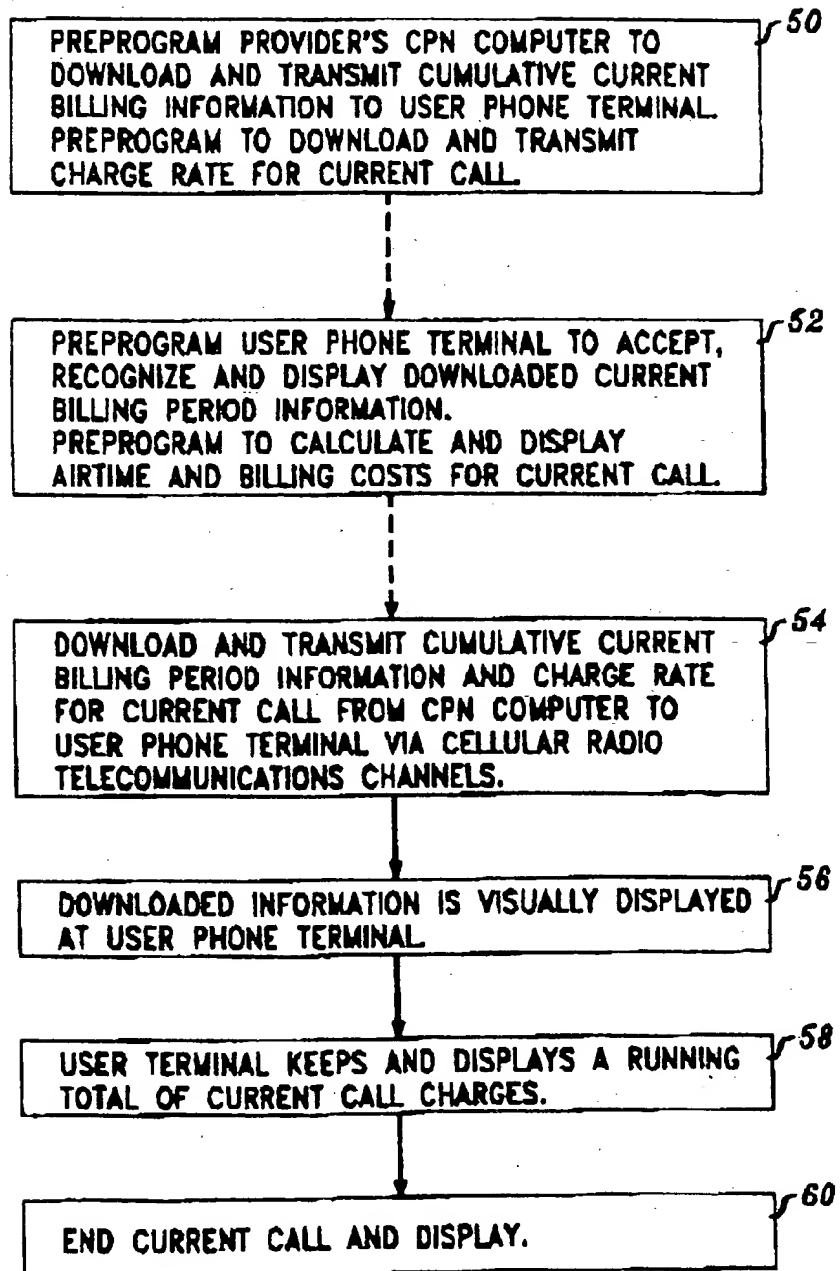 50
PREPROGRAM PROVIDER'S CPN COMPUTER TO
DOWNLOAD AND TRANSMIT CUMULATIVE CURRENT
BILLING INFORMATION TO USER PHONE TERMINAL.
PREPROGRAM TO DOWNLOAD AND TRANSMIT
CHARGE RATE FOR CURRENT CALL.
52
PREPROGRAM USER PHONE TERMINAL TO ACCEPT,
RECOGNIZE AND DISPLAY DOWNLOADED CURRENT
BILLING PERIOD INFORMATION.
PREPROGRAM TO CALCULATE AND DISPLAY
AIRTIME AND BILLING COSTS FOR CURRENT CALL.
54
DOWNLOAD AND TRANSMIT CUMULATIVE CURRENT
BILLING PERIOD INFORMATION AND CHARGE RATE
FOR CURRENT CALL FROM CPN COMPUTER TO
USER PHONE TERMINAL VIA CELLULAR RADIO
TELECOMMUNICATIONS CHANNELS.
56
DOWNLOADED INFORMATION IS VISUALLY DISPLAYED
AT USER PHONE TERMINAL
58
USER TERMINAL KEEPS AND DISPLAYS A RUNNING
TOTAL OF CURRENT CALL CHARGES.
60
END CURRENT CALL AND DISPLAY.